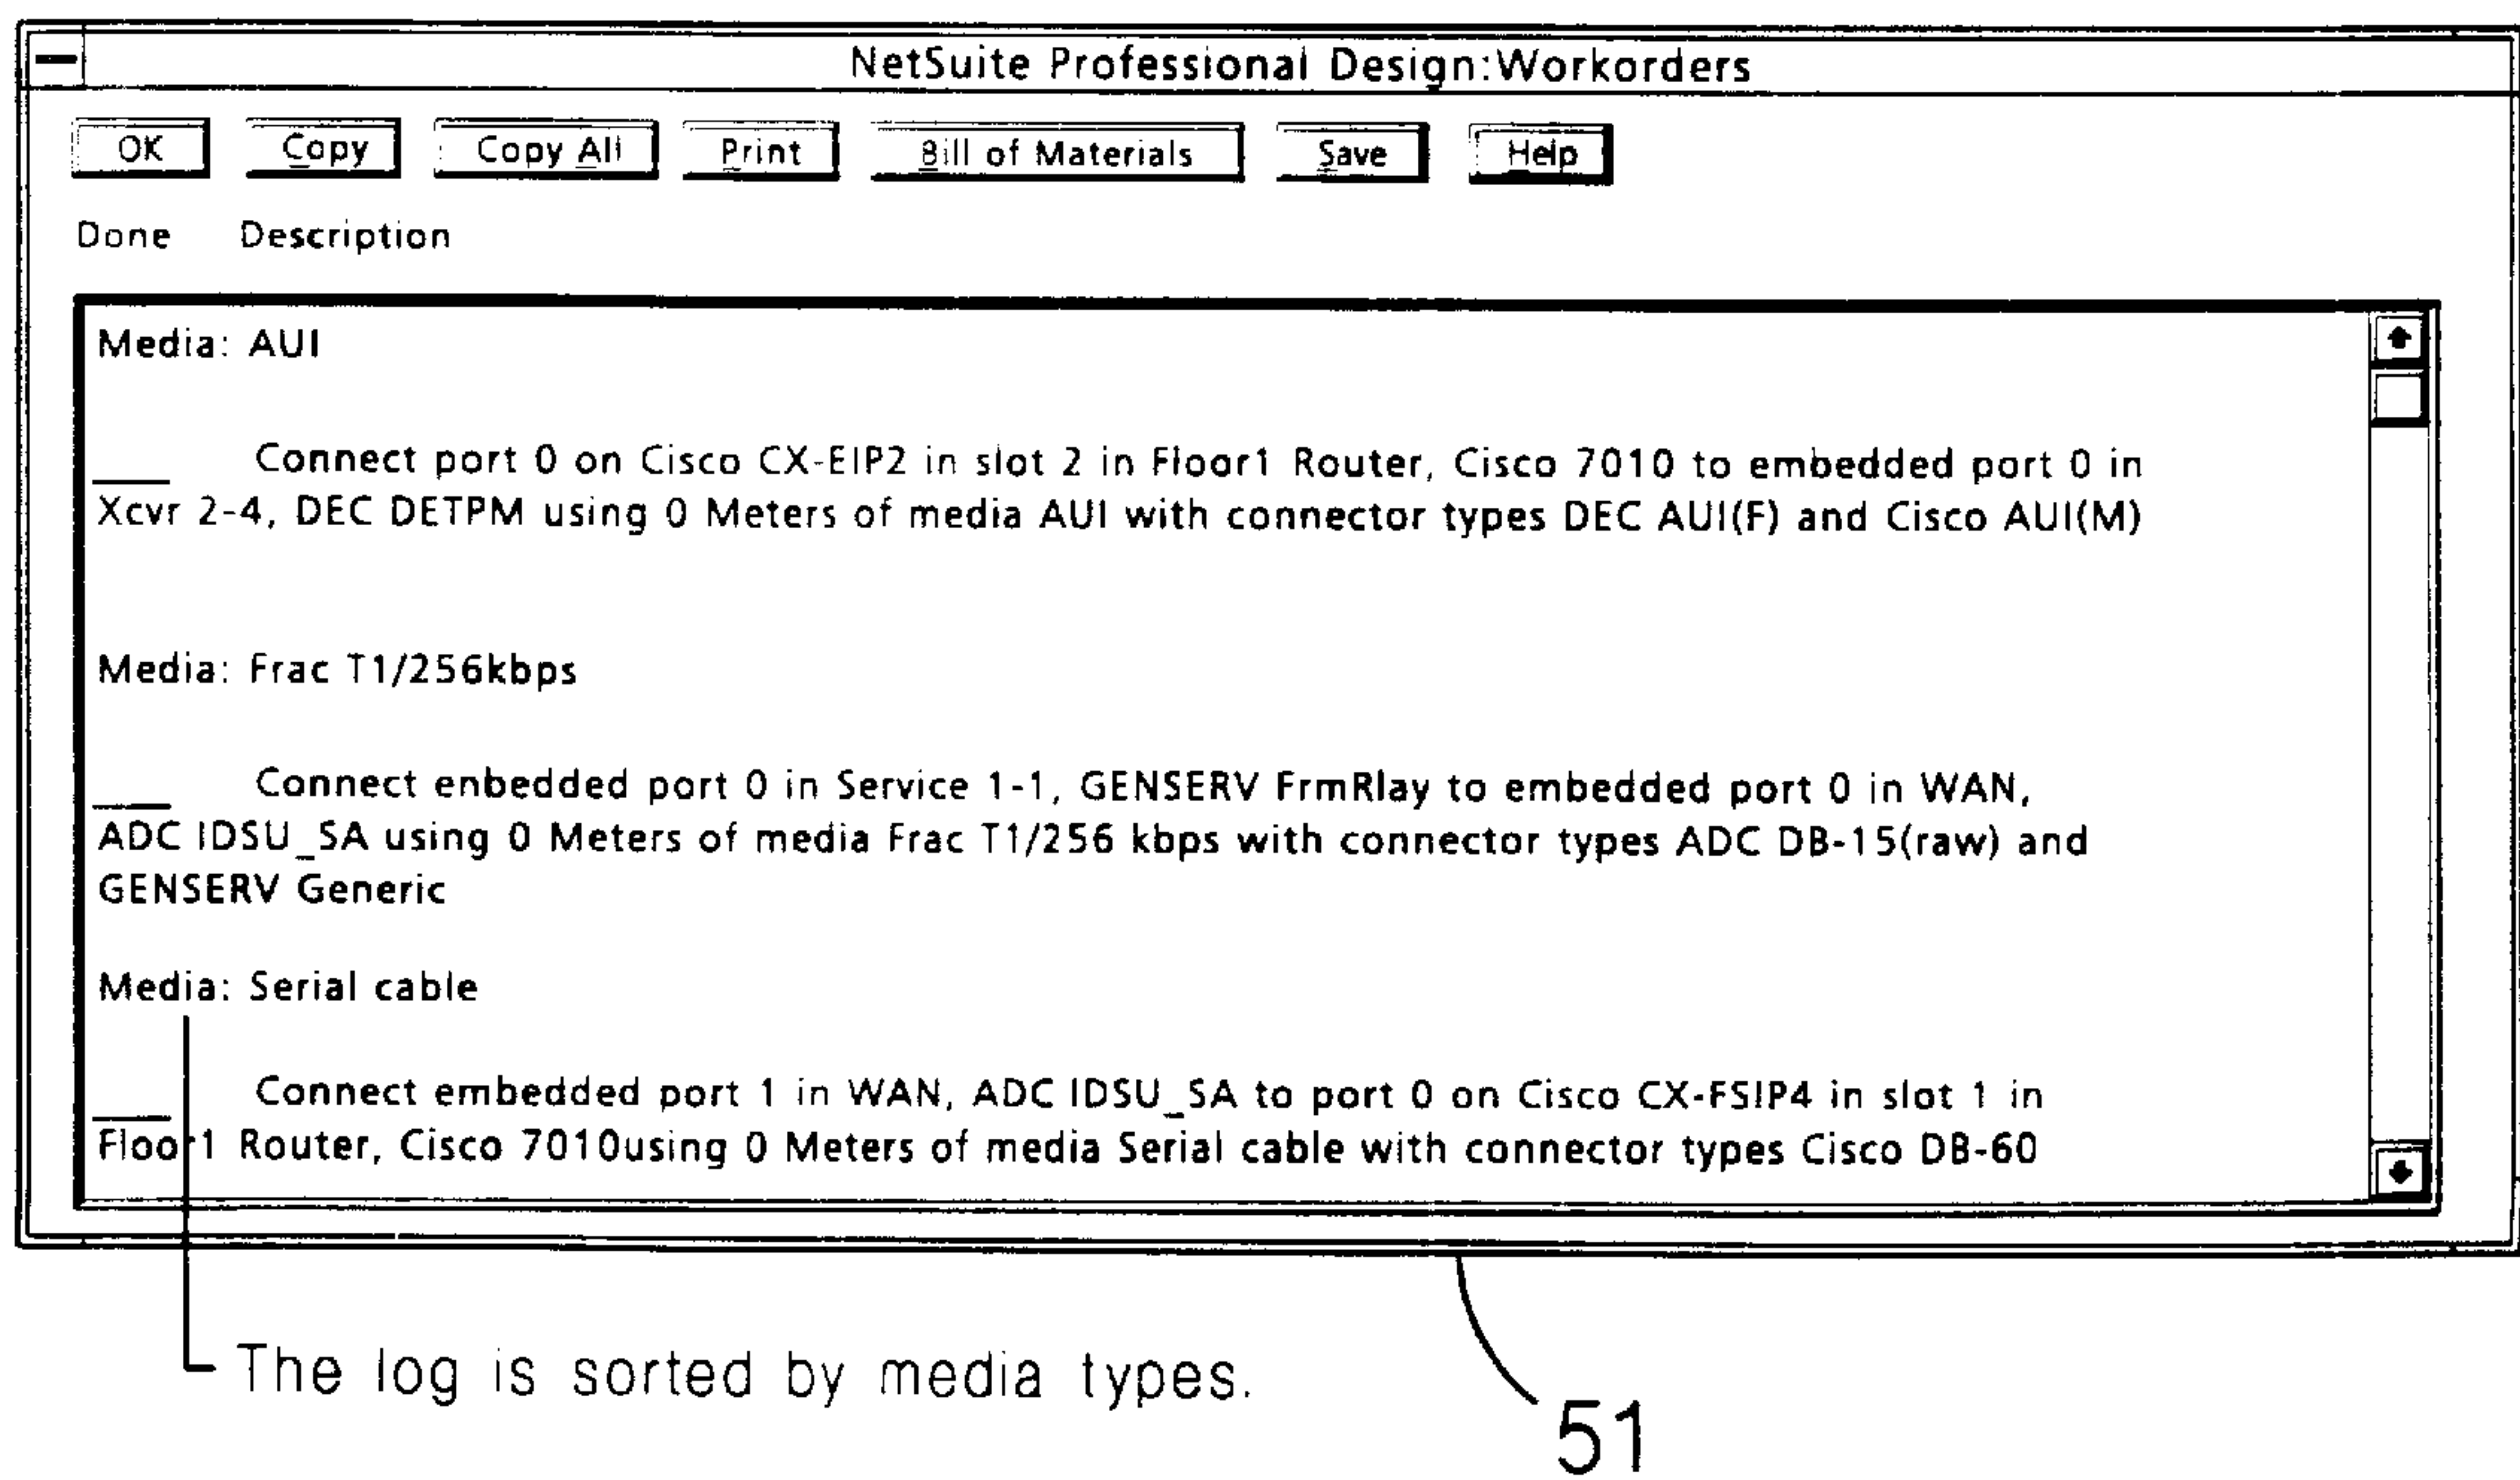 NetSuite Professional Design:Workorders
OK Copy Copy All Print Bill of Materials Save Help
Done Description
Media: AUI
Connect port 0 on Cisco CX-EIP2 in slot 2 in Floor1 Router, Cisco 7010 to embedded port 0 in
Xcvr 2-4, DEC DETPM using 0 Meters of media AUI with connector types DEC AUI(F) and Cisco AUI(M)
Media: Frac T1/256kbps
Connect enbedded port 0 in Service 1-1, GENSERV FrmRlay to embedded port 0 in WAN,
ADC IDSU_SA using 0 Meters of media Frac T1/256 kbps with connector types ADC DB-15(raw) and
GENSERV Generic
Media: Serial cable
Connect embedded port 1 in WAN, ADC IDSU_SA to port 0 on Cisco CX-FSIP4 in slot 1 in
Floor1 Router, Cisco 7010using 0 Meters of media Serial cable with connector types Cisco DB-60
The log is sorted by media types.
51